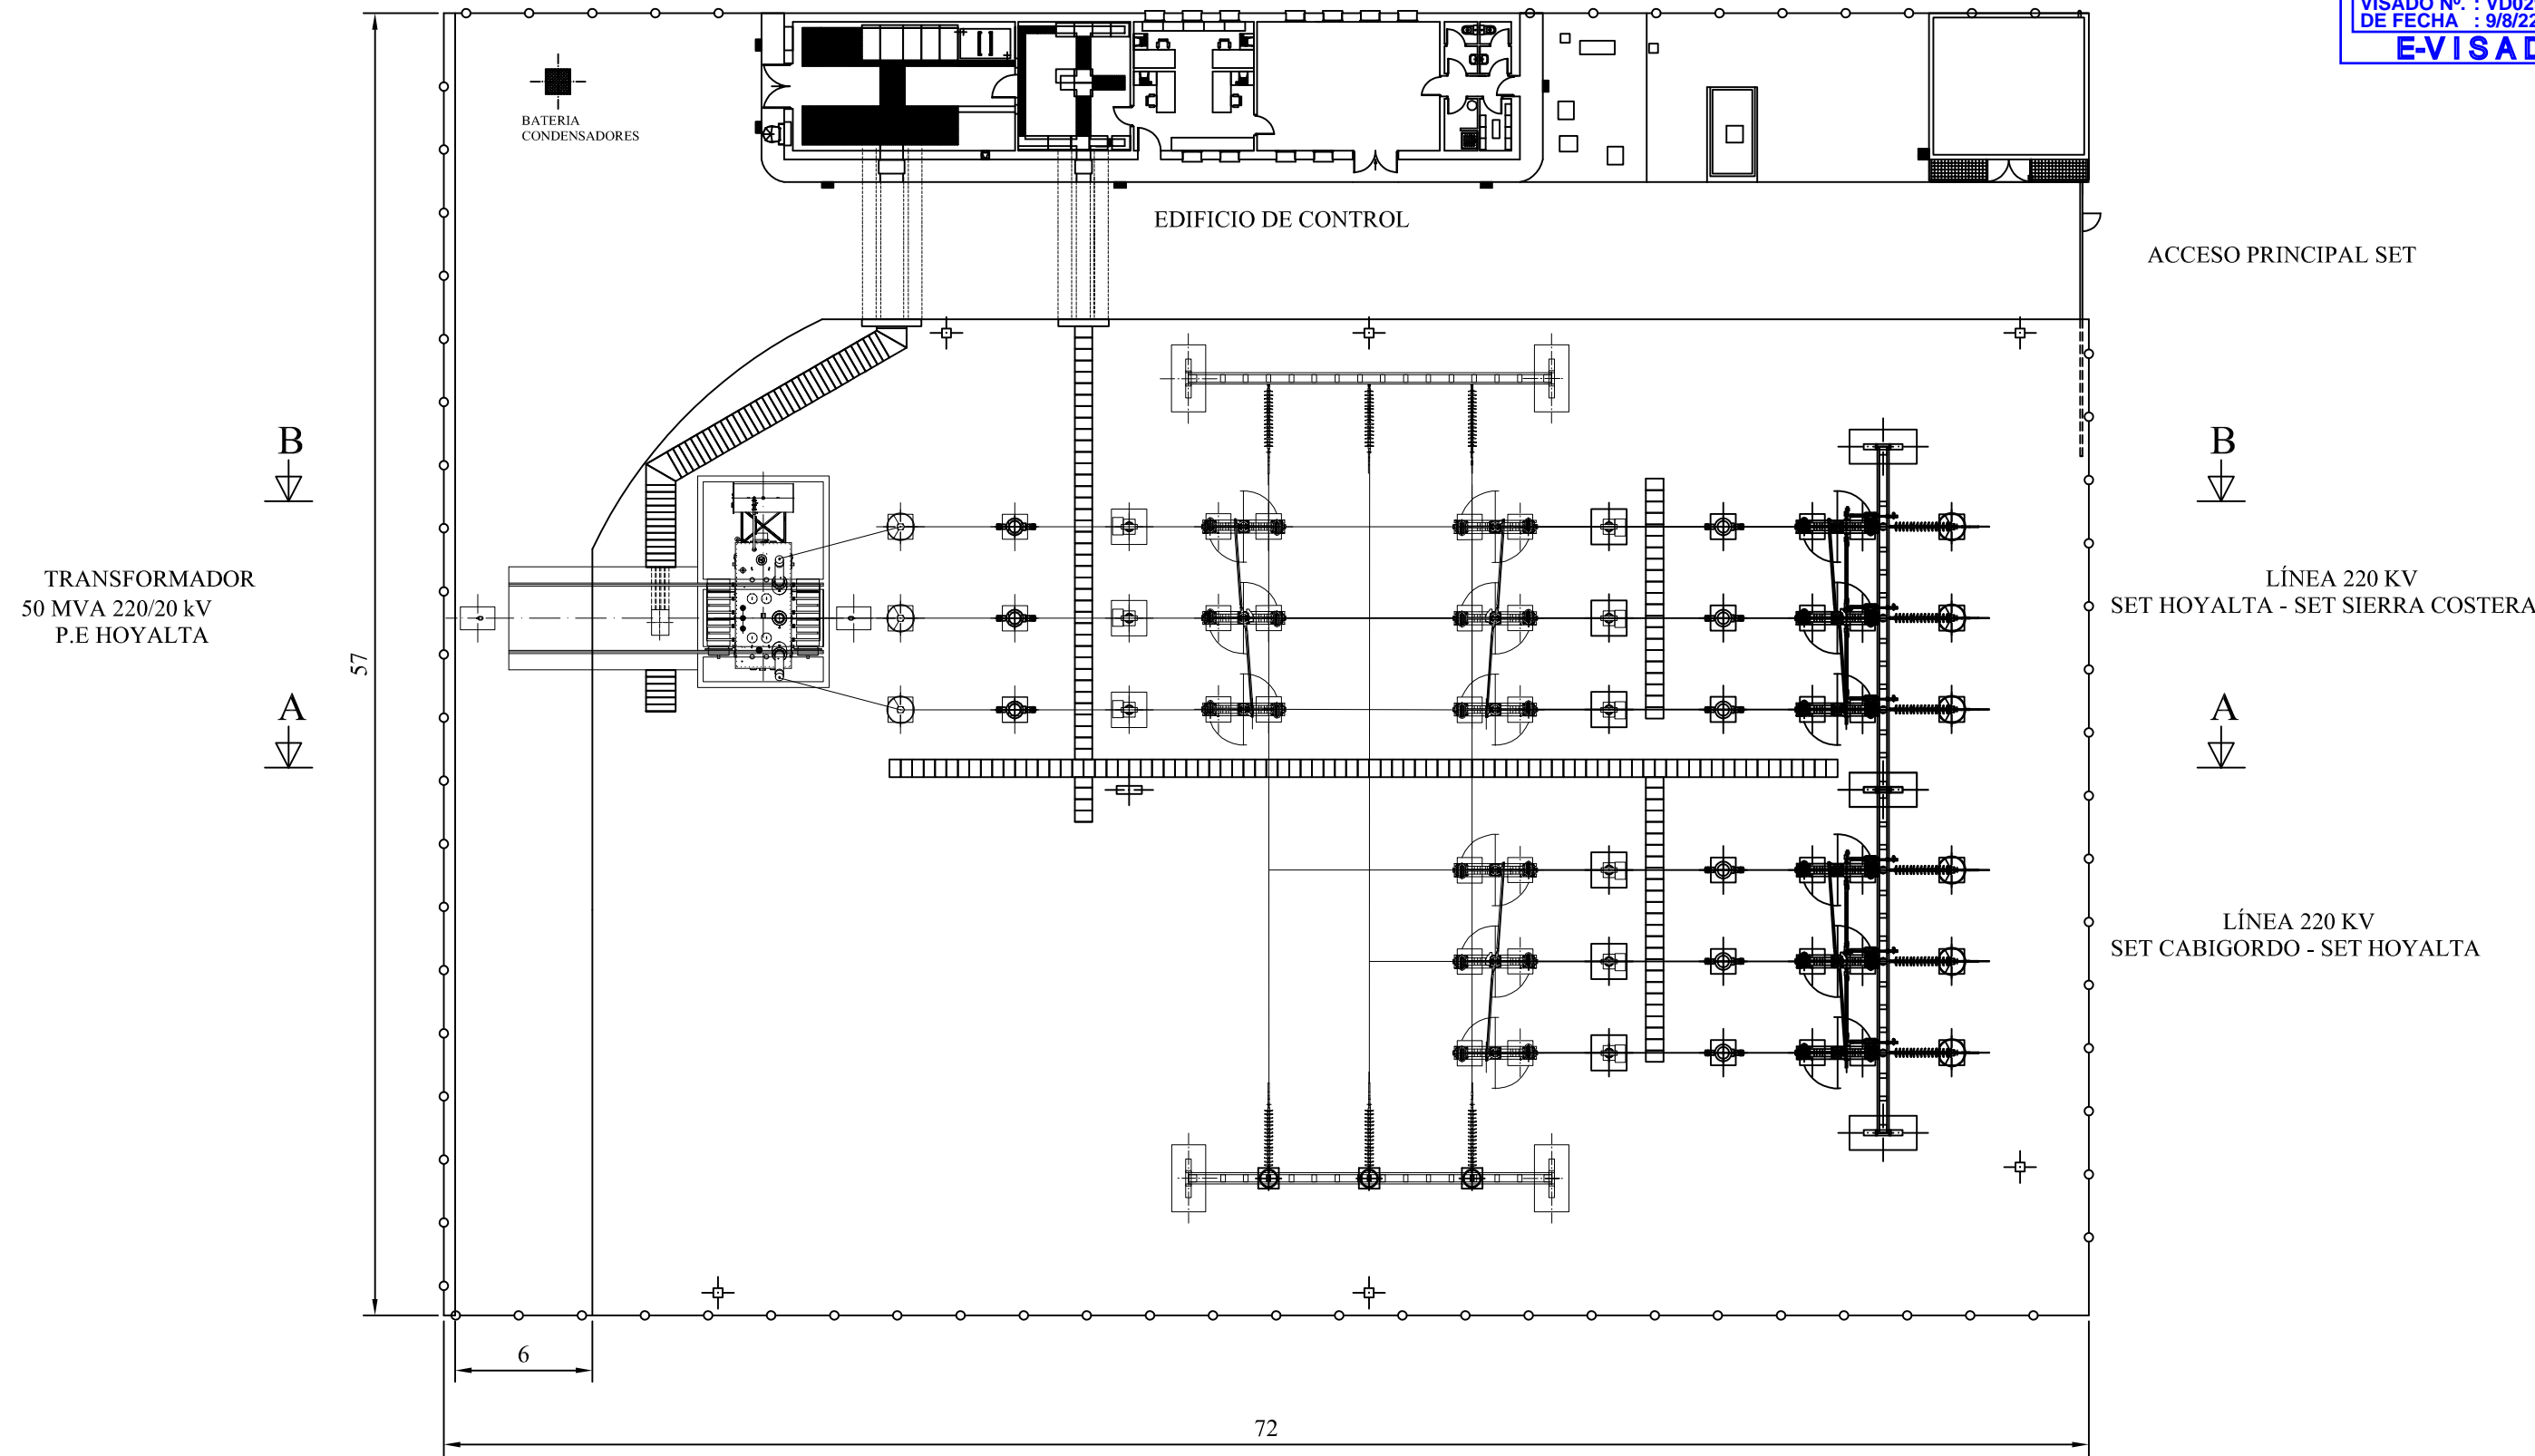 VISADO Nº. : VD02
DE FECHA : 9/8/22
E-VISAD
BATERIA
CONDENSADORES
EDIFICIO DE CONTROL
ACCESO PRINCIPAL SET
B
B
TRANSFORMADOR
50 MVA 220/20 kV
P.E HOYALTA
LÍNEA 220 KV
SET HOYALTA - SET SIERRA COSTERA
57
A
A
LÍNEA 220 KV
SET CABIGORDO - SET HOYALTA
6
72